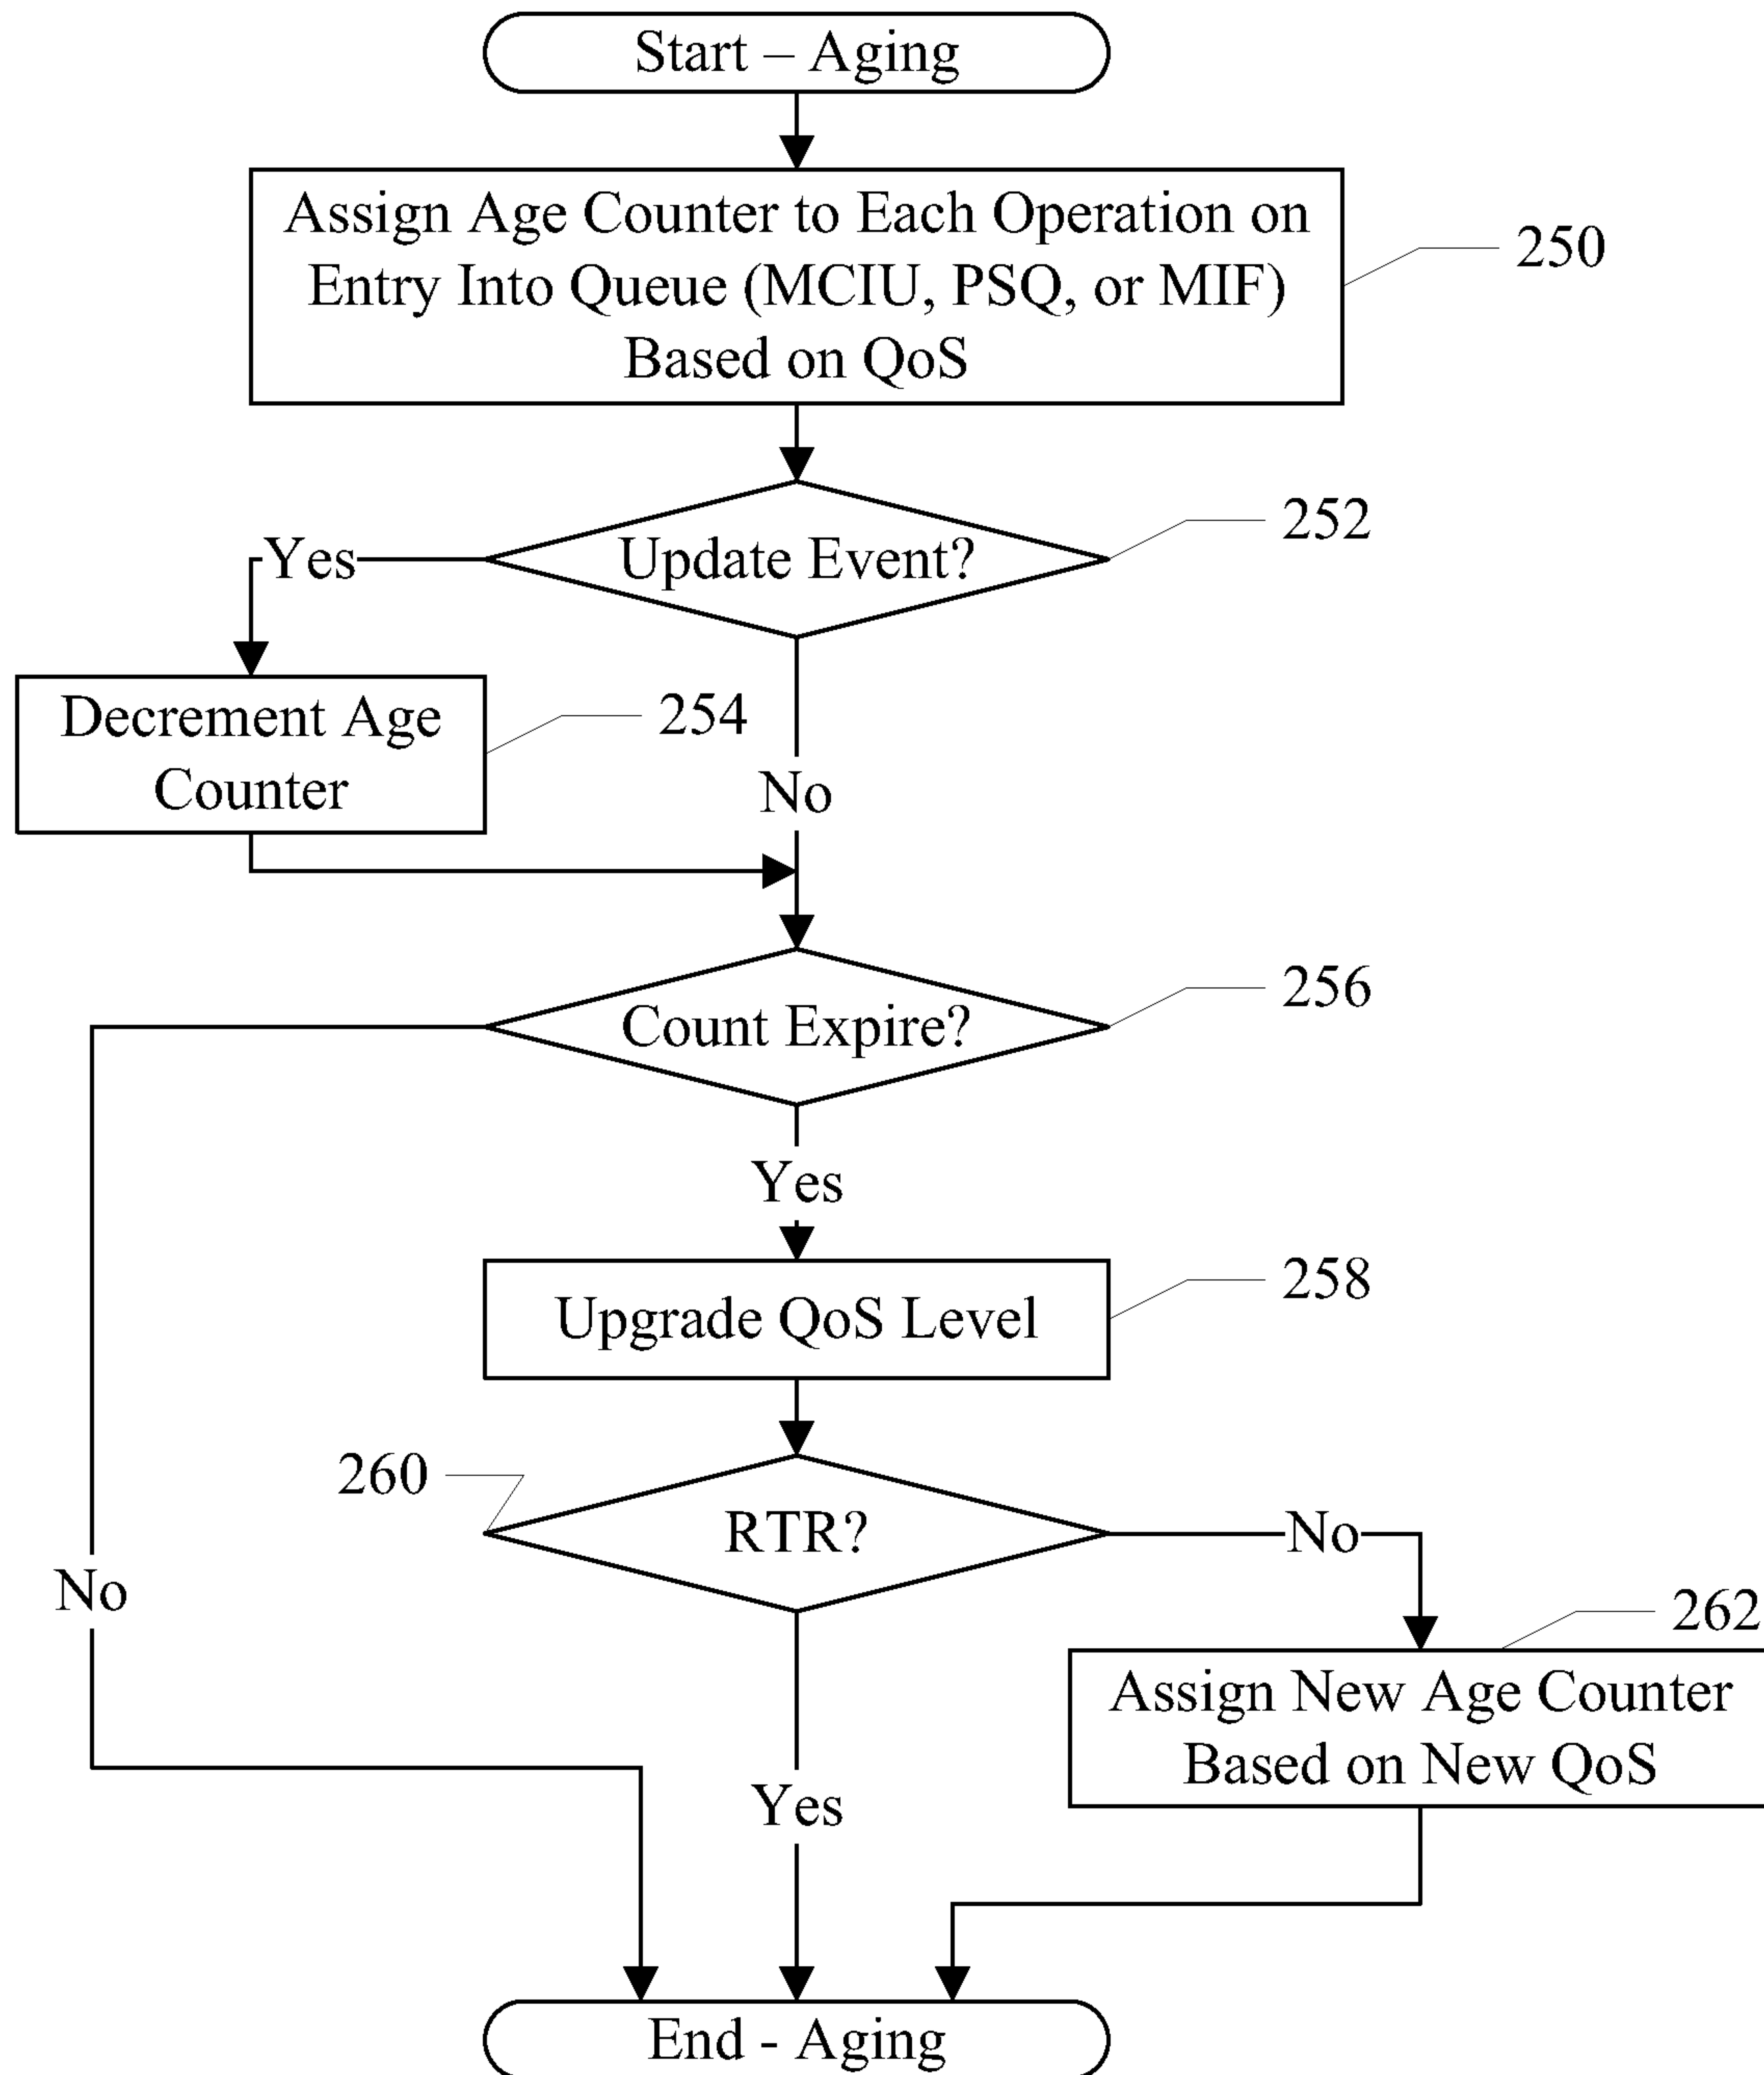 Start – Aging
Assign Age Counter to Each Operation on
Entry Into Queue (MCIU, PSQ, or MIF)
Based on QoS
250
Update Event?
252
Yes
Decrement Age
Counter
254
No
Count Expire?
256
Yes
Upgrade QoS Level
258
260
RTR?
No
No
262
Assign New Age Counter
Based on New QoS
Yes
End - Aging